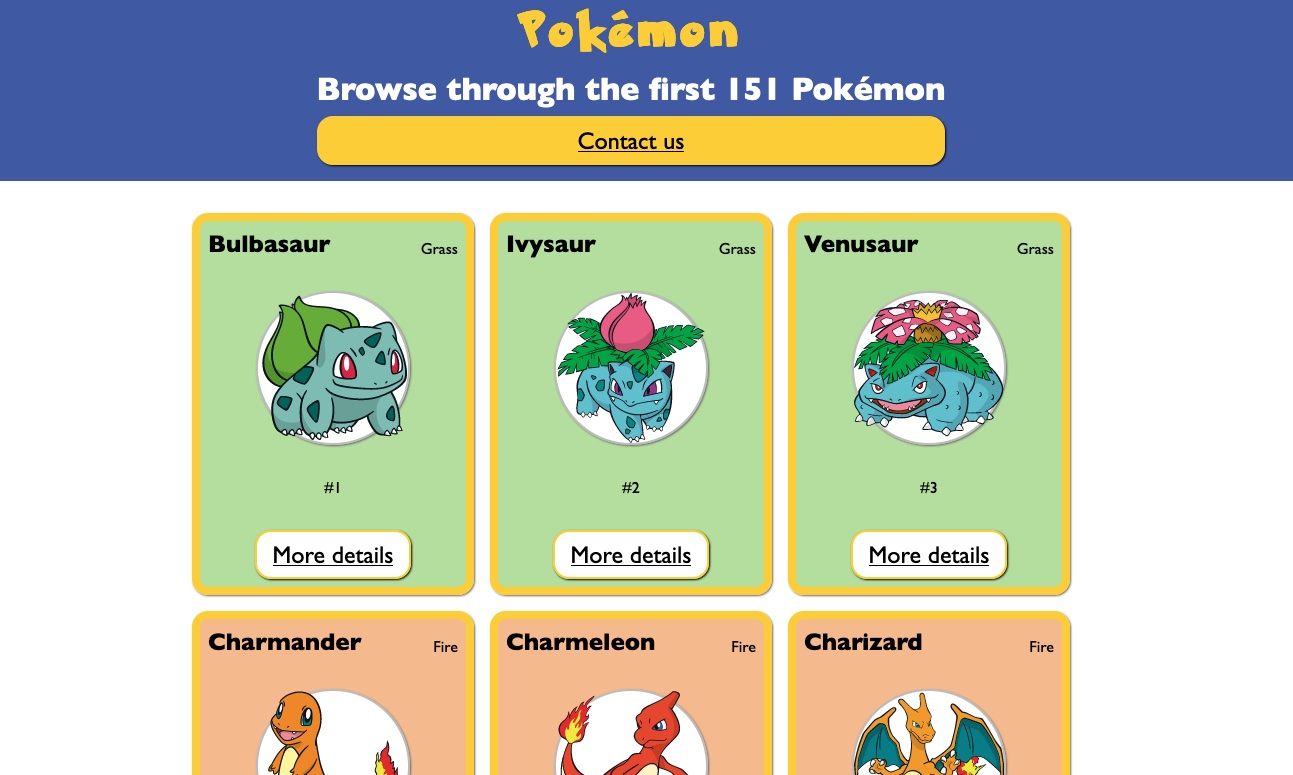 Pokémon
Browse through the first 151 Pokémon
Contact us
Bulbasaur Grass
#1
More details
Ivysaur Grass
#2
More details
Venusaur Grass
#3
More details
Charmander Fire
Charmeleon Fire
Charizard Fire